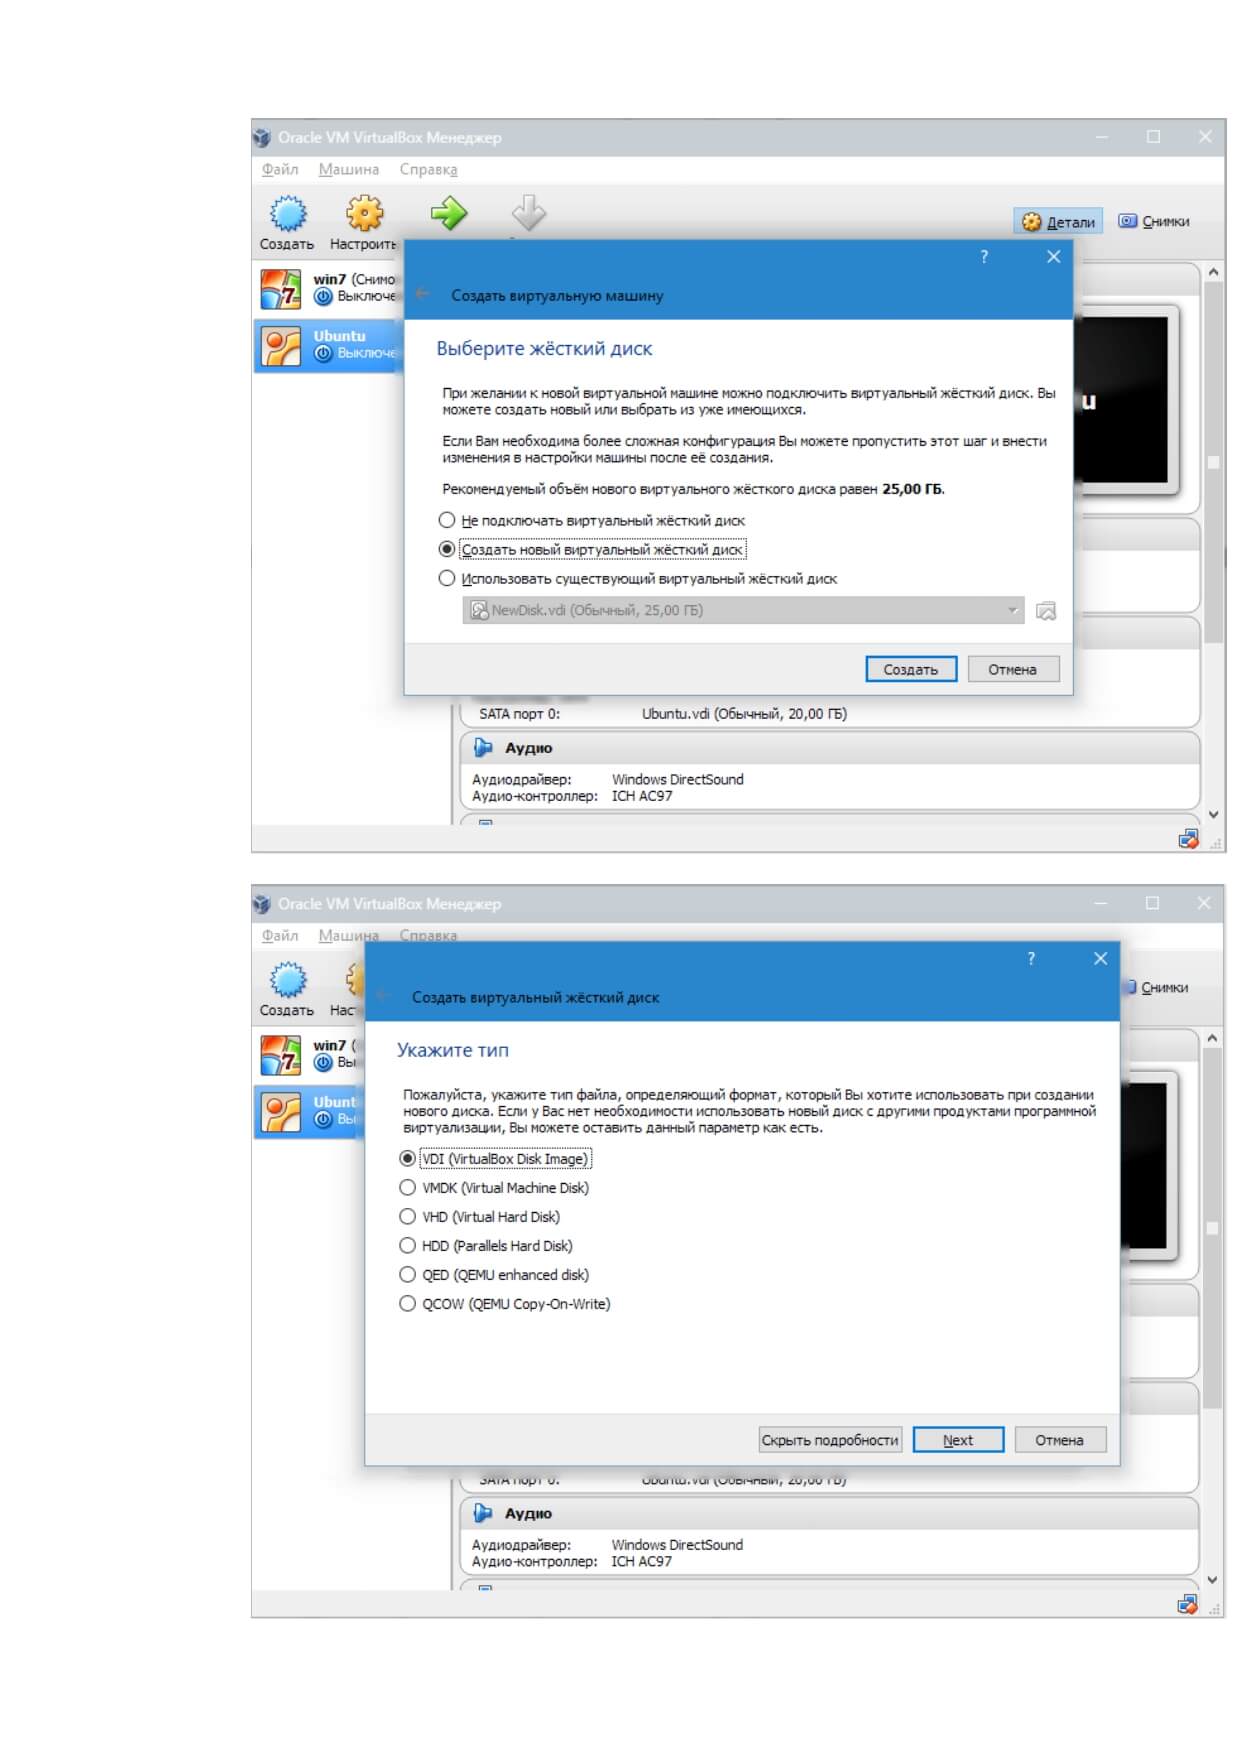 Oracle VM VirtualBox Менеджер
Файл Машина Справка
Создать Настроить
Детали Снимки
win7
Ubuntu
Создать виртуальную машину
Выберите жёсткий диск
При желании к новой виртуальной машине можно подключить виртуальный жёсткий диск. Вы
можете создать новый или выбрать из уже имеющихся.
Если Вам необходима более сложная конфигурация Вы можете пропустить этот шаг и внести
изменения в настройки машины после её создания.
Рекомендуемый объём нового виртуального жёсткого диска равен 25,00 ГБ.
Не подключать виртуальный жёсткий диск
Создать новый виртуальный жёсткий диск
Использовать существующий виртуальный жёсткий диск
NewDisk.vdi (Обычный, 25,00 ГБ)
Создать Отмена
SATA порт 0: Ubuntu.vdi (Обычный, 20,00 ГБ)
Аудио
Аудиодрайвер: Windows DirectSound
Аудио-контроллер: ICH AC97
Oracle VM VirtualBox Менеджер
Файл Машина Справка
Создать
Снимки
win7
Создать виртуальный жёсткий диск
Укажите тип
Пожалуйста, укажите тип файла, определяющий формат, который Вы хотите использовать при создании
нового диска. Если у Вас нет необходимости использовать новый диск с другими продуктами программной
виртуализации, Вы можете оставить данный параметр как есть.
VDI (VirtualBox Disk Image)
VMDK (Virtual Machine Disk)
VHD (Virtual Hard Disk)
HDD (Parallels Hard Disk)
QED (QEMU enhanced disk)
QCOW (QEMU Copy-On-Write)
Скрыть подробности Next Отмена
SATA порт 0: Ubuntu.vdi (Обычный, 20,00 ГБ)
Аудио
Аудиодрайвер: Windows DirectSound
Аудио-контроллер: ICH AC97